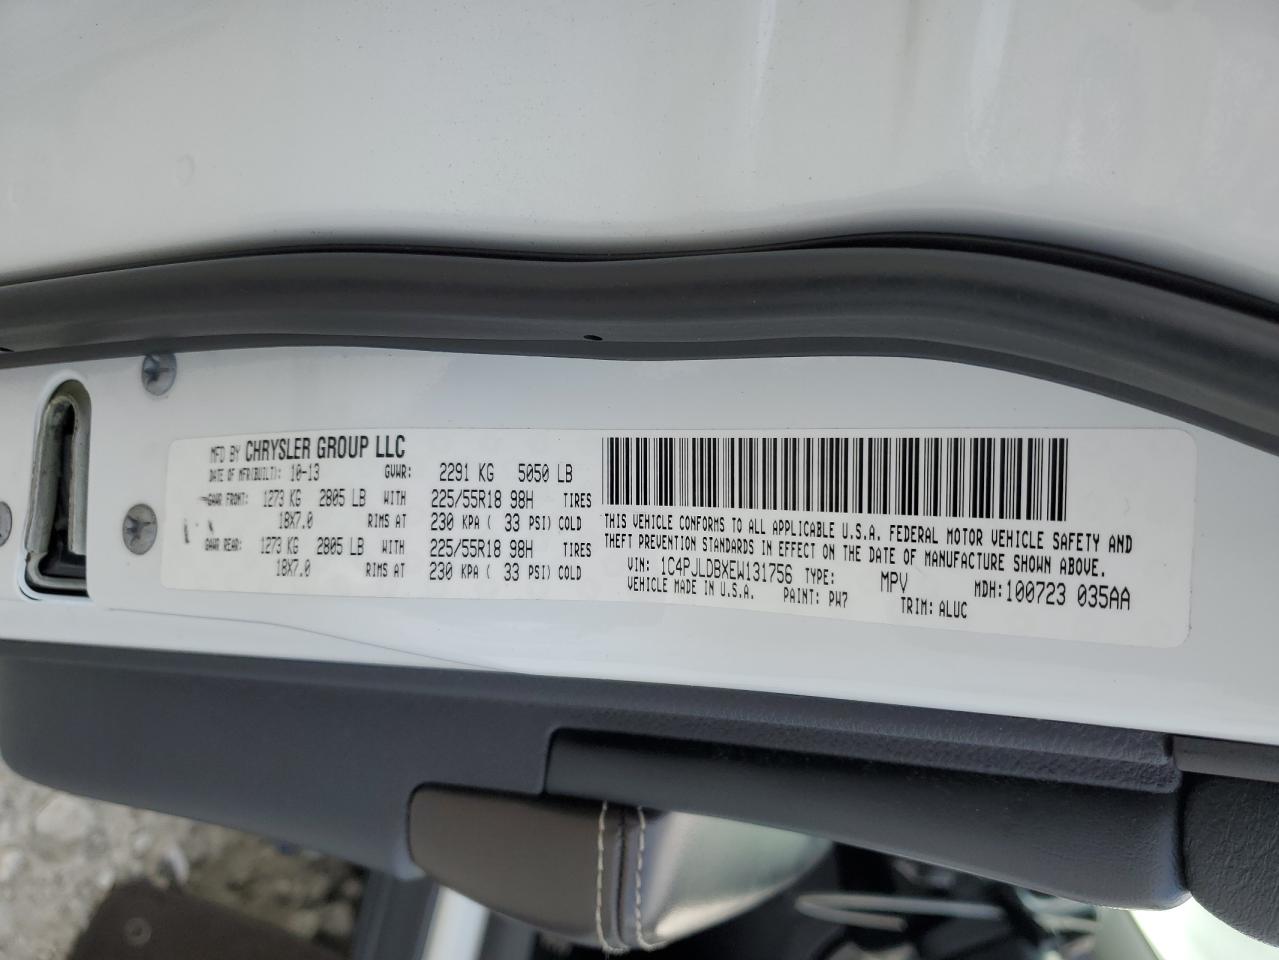 MFD BY CHRYSLER GROUP LLC
DATE OF MFR(BUILT): 10-13 GVWR: 2291 KG 5050 LB
GAWR FRONT: 1273 KG 2805 LB WITH 225/55R18 98H TIRES
18X7.0 RIMS AT 230 KPA ( 33 PSI) COLD
GAWR REAR: 1273 KG 2805 LB WITH 225/55R18 98H TIRES
18X7.0 RIMS AT 230 KPA ( 33 PSI) COLD
THIS VEHICLE CONFORMS TO ALL APPLICABLE U.S.A. FEDERAL MOTOR VEHICLE SAFETY AND
THEFT PREVENTION STANDARDS IN EFFECT ON THE DATE OF MANUFACTURE SHOWN ABOVE.
VIN: 1C4PJLDBXEW131756 TYPE: MPV MDH:100723 035AA
VEHICLE MADE IN U.S.A. PAINT: PW7 TRIM: ALUC